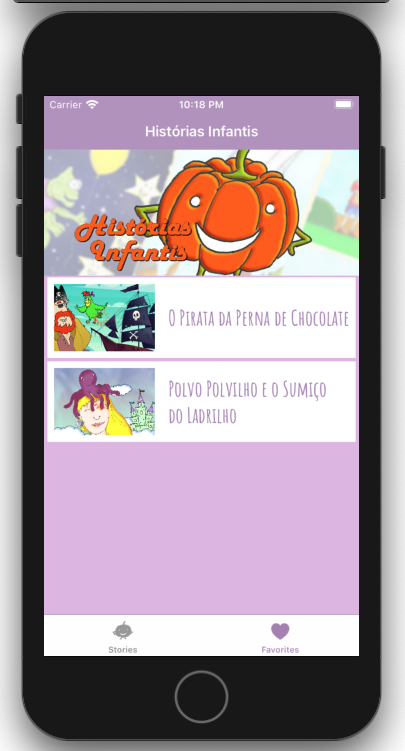 Carrier
10:18 PM
Histórias Infantis
Histórias
Infantis
O Pirata da Perna de Chocolate
Polvo Polvilho e o Sumiço
do Ladrilho
Stories
Favorites